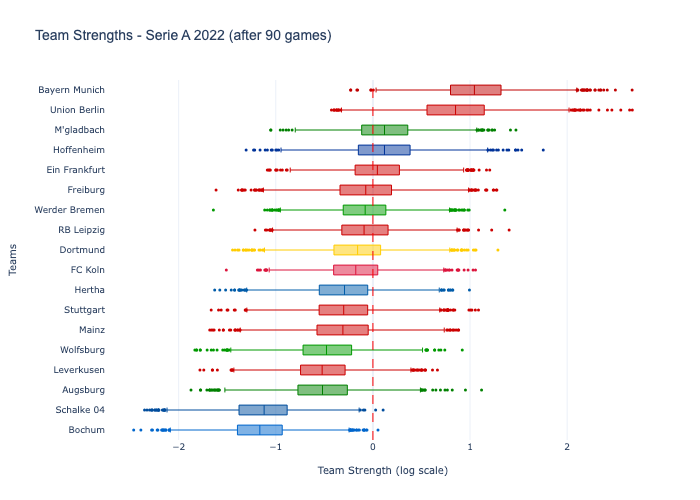 Team Strengths - Serie A 2022 (after 90 games)
Bayern Munich
Union Berlin
M'gladbach
Hoffenheim
Ein Frankfurt
Freiburg
Werder Bremen
RB Leipzig
Dortmund
FC Koln
Hertha
Stuttgart
Mainz
Wolfsburg
Leverkusen
Augsburg
Schalke 04
Bochum
Teams
−2 −1 0 1 2
Team Strength (log scale)